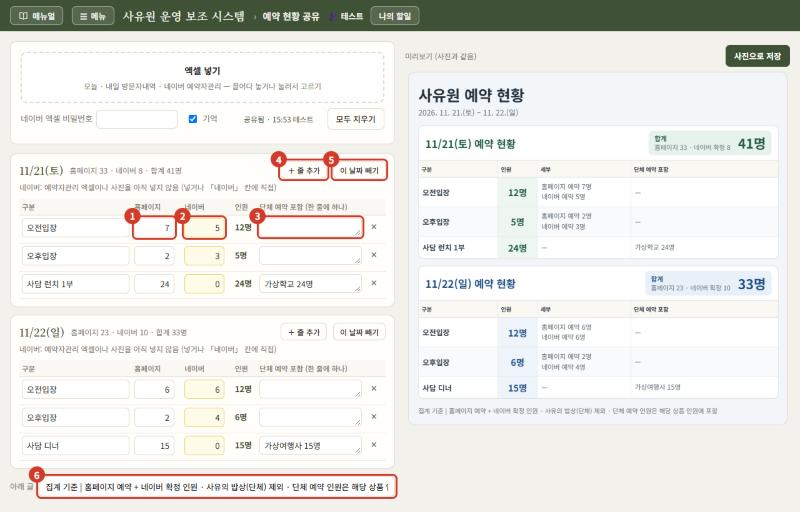 매뉴얼 ☰ 메뉴 사유원 운영 보조 시스템 › 예약 현황 공유 테스트 나의 할일
엑셀 넣기
오늘 · 내일 방문자내역 · 네이버 예약자관리 — 끌어다 놓거나 눌러서 고르기
네이버 엑셀 비밀번호 기억 공유됨 · 15:53 테스트 모두 지우기
11/21(토) 홈페이지 33 · 네이버 8 · 합계 41명 4 + 줄 추가 5 이 날짜 빼기
네이버: 예약자관리 엑셀이나 사진을 아직 넣지 않음 (넣거나 「네이버」 칸에 직접)
구분 홈페이지 네이버 인원 단체 예약 포함 (한 줄에 하나)
1 2 3
오전입장 7 5 12명 ×
오후입장 2 3 5명 ×
사담 런치 1부 24 0 24명 가상학교 24명 ×
11/22(일) 홈페이지 23 · 네이버 10 · 합계 33명 + 줄 추가 이 날짜 빼기
네이버: 예약자관리 엑셀이나 사진을 아직 넣지 않음 (넣거나 「네이버」 칸에 직접)
구분 홈페이지 네이버 인원 단체 예약 포함 (한 줄에 하나)
오전입장 6 6 12명 ×
오후입장 2 4 6명 ×
사담 디너 15 0 15명 가상여행사 15명 ×
6
아래 글 집계 기준 | 홈페이지 예약 + 네이버 확정 인원 · 사유의 밥상(단체) 제외 · 단체 예약 인원은 해당 상품
미리보기 (사진과 같음) 사진으로 저장
사유원 예약 현황
2026. 11. 21.(토) – 11. 22.(일)
11/21(토) 예약 현황 합계 41명
홈페이지 33 · 네이버 확정 8
구분 인원 세부 단체 예약 포함
오전입장 12명 홈페이지 예약 7명 —
네이버 예약 5명
오후입장 5명 홈페이지 예약 2명 —
네이버 예약 3명
사담 런치 1부 24명 — 가상학교 24명
11/22(일) 예약 현황 합계 33명
홈페이지 23 · 네이버 확정 10
구분 인원 세부 단체 예약 포함
오전입장 12명 홈페이지 예약 6명 —
네이버 예약 6명
오후입장 6명 홈페이지 예약 2명 —
네이버 예약 4명
사담 디너 15명 — 가상여행사 15명
집계 기준 | 홈페이지 예약 + 네이버 확정 인원 · 사유의 밥상(단체) 제외 · 단체 예약 인원은 해당 상품 인원에 포함